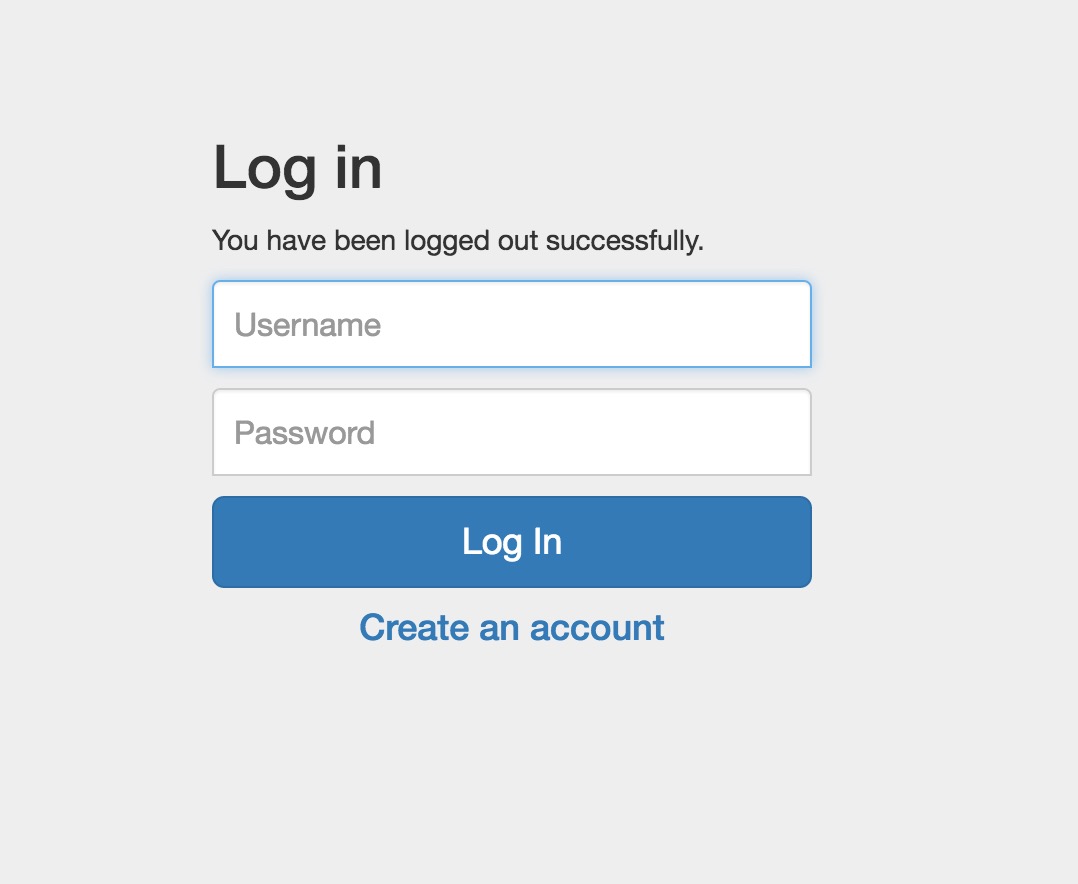 Log in
You have been logged out successfully.
Username
Password
Log In
Create an account